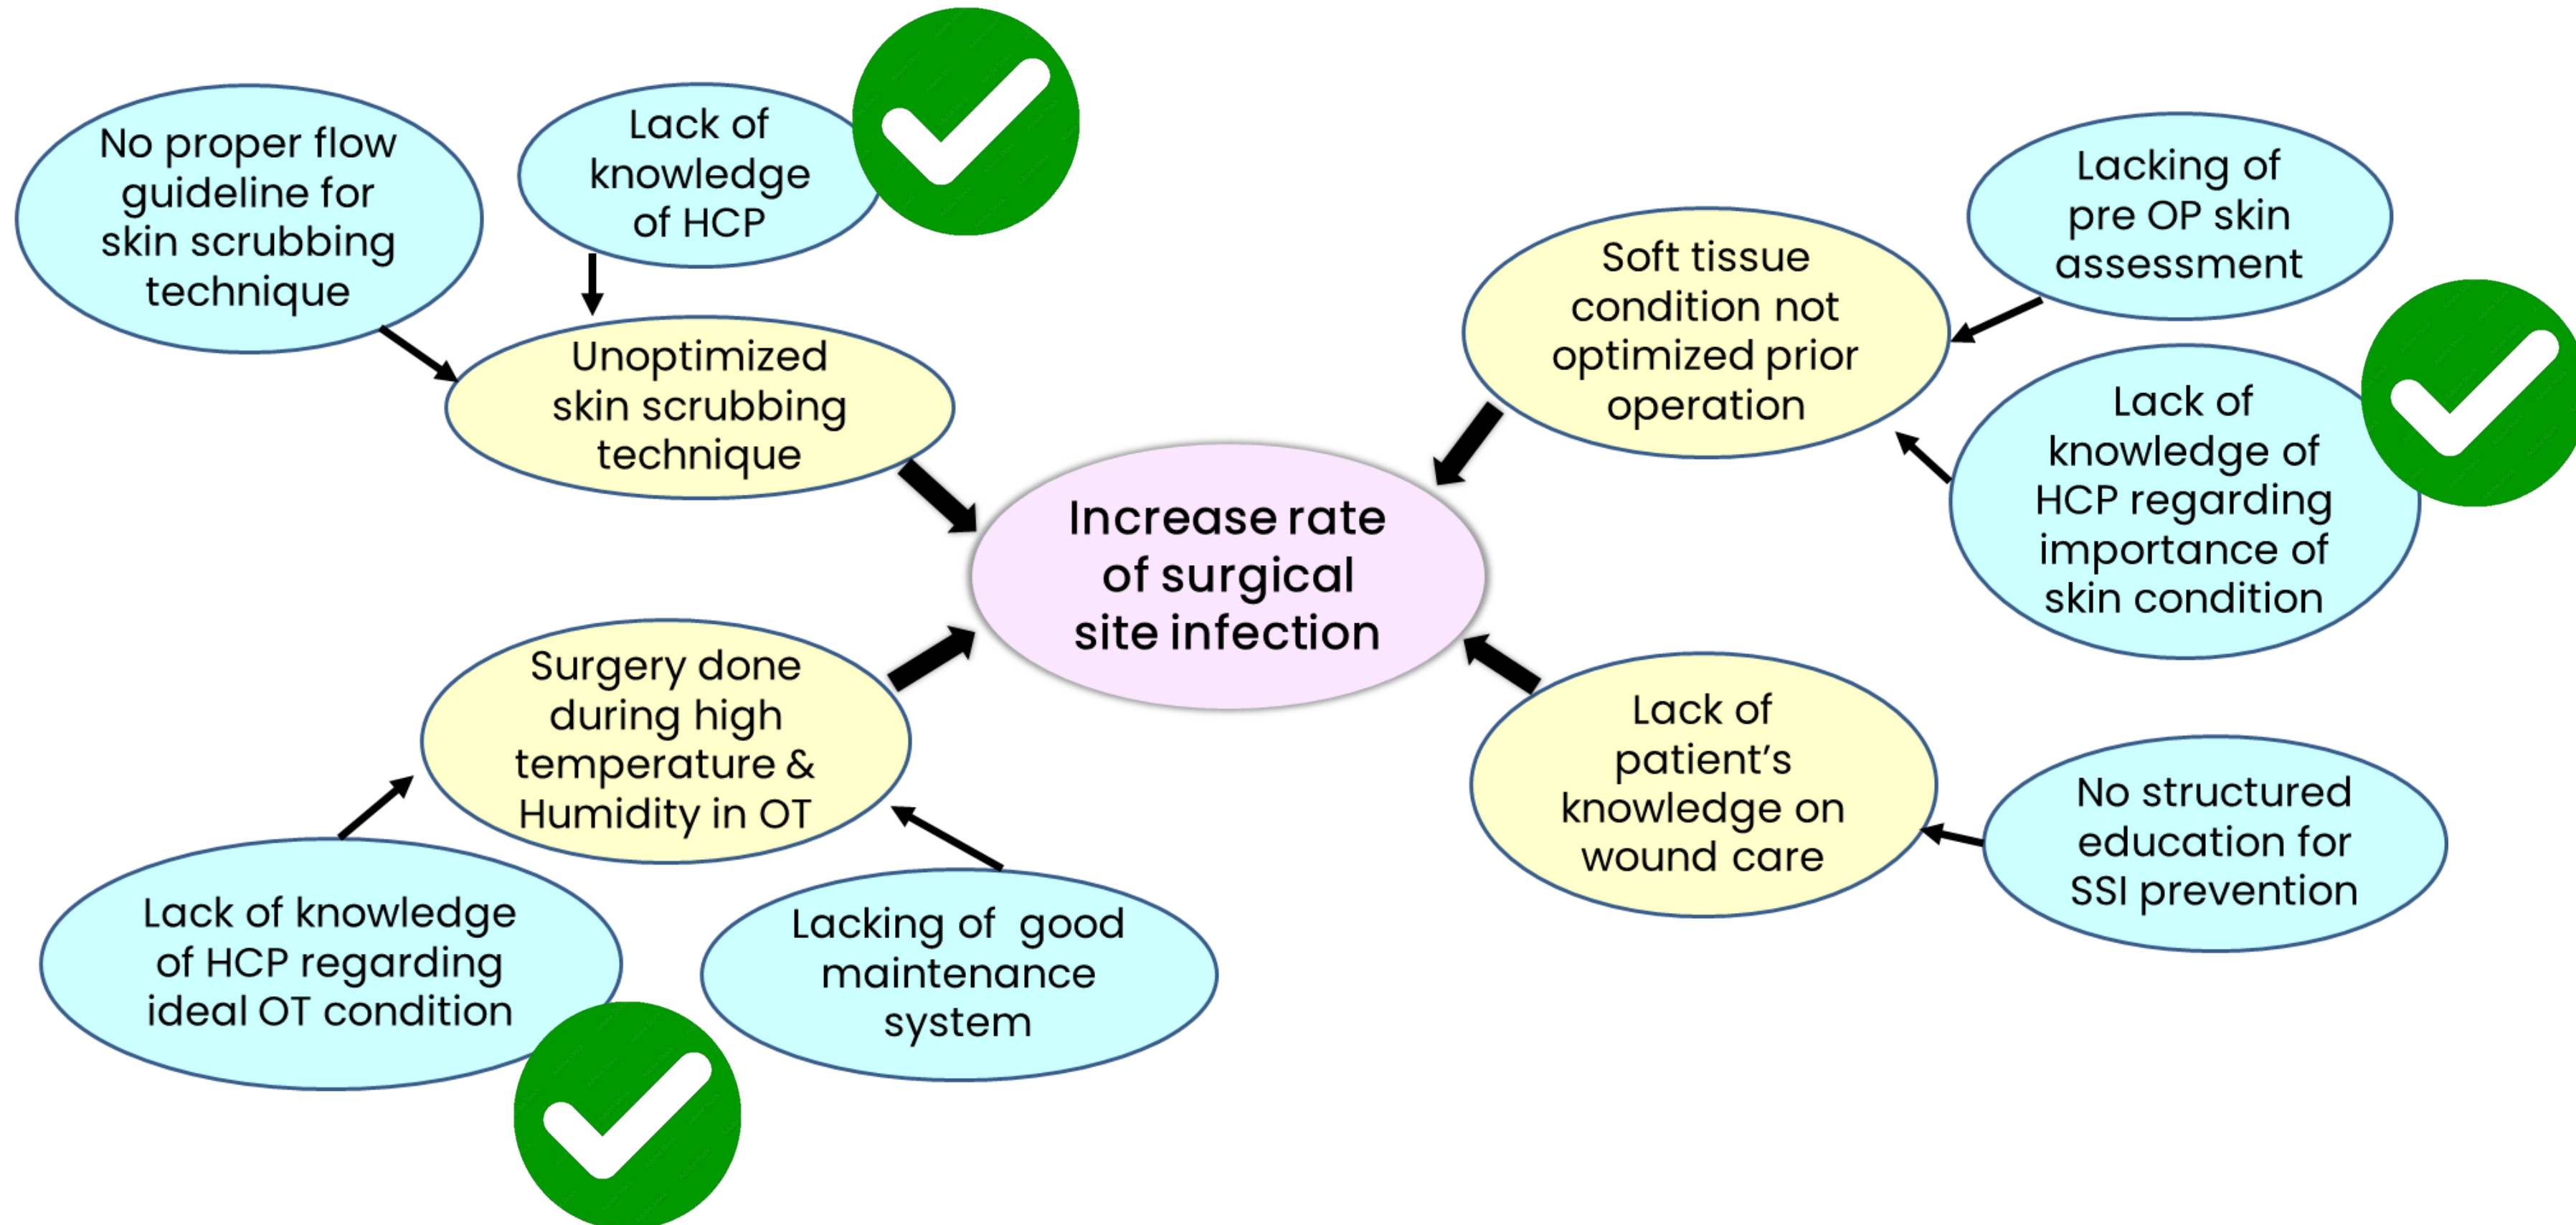 No proper flow
guideline for
skin scrubbing
technique
Lack of
knowledge
of HCP
Unoptimized
skin scrubbing
technique
Soft tissue
condition not
optimized prior
operation
Lacking of
pre OP skin
assessment
Lack of
knowledge of
HCP regarding
importance of
skin condition
Increase rate
of surgical
site infection
Surgery done
during high
temperature &
Humidity in OT
Lack of knowledge
of HCP regarding
ideal OT condition
Lacking of  good
maintenance
system
Lack of
patient’s
knowledge on
wound care
No structured
education for
SSI prevention